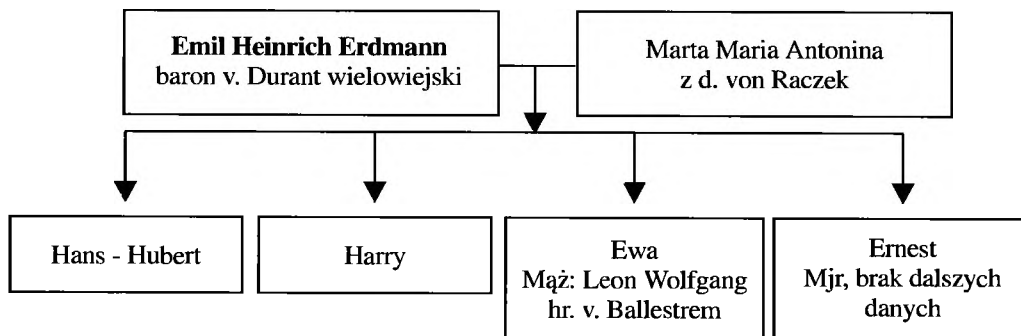 Emil Heinrich Erdmann
baron v. Durant wielowiejski
Marta Maria Antonina
z d. von Raczek
Hans - Hubert
Harry
Ewa
Mąż: Leon Wolfgang
hr. v. Ballestrem
Ernest
Mjr, brak dalszych
danych